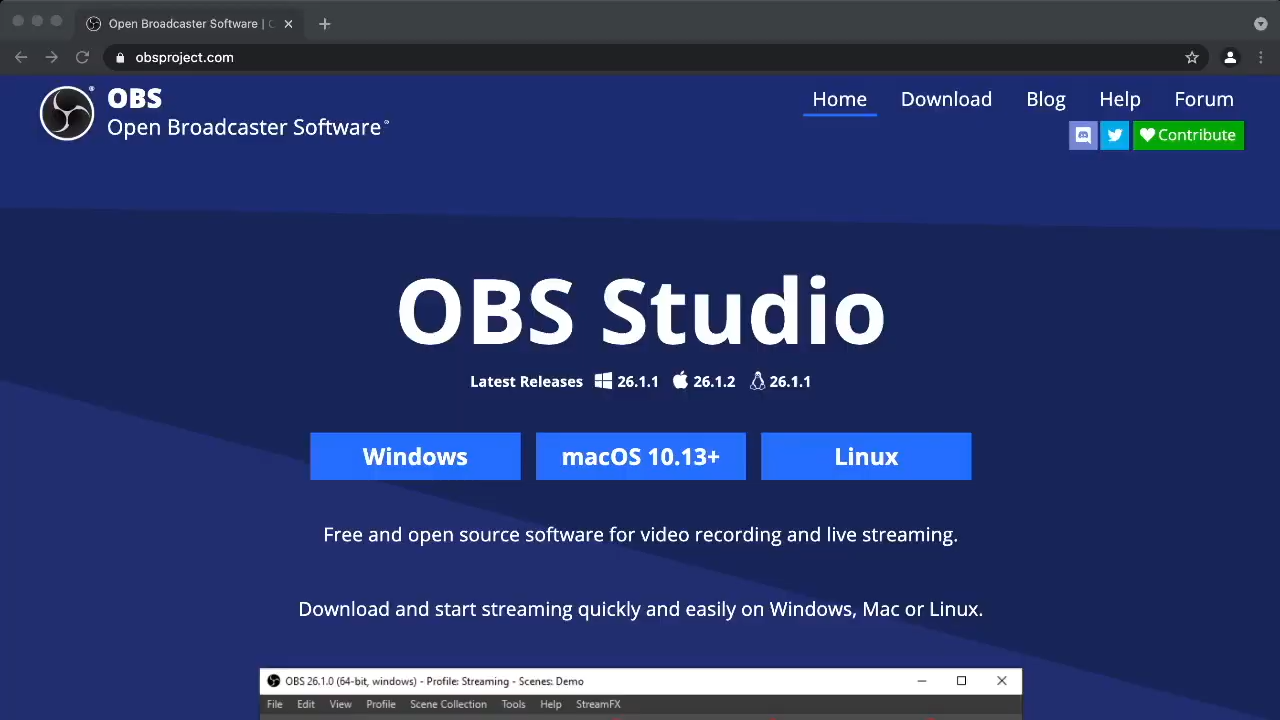 Open Broadcaster Software |
obsproject.com
OBS
Open Broadcaster Software
Home Download Blog Help Forum
Contribute
OBS Studio
Latest Releases 26.1.1 26.1.2 26.1.1
Windows macOS 10.13+ Linux
Free and open source software for video recording and live streaming.
Download and start streaming quickly and easily on Windows, Mac or Linux.
OBS 26.1.0 (64-bit, windows) - Profile: Streaming - Scenes: Demo
File Edit View Profile Scene Collection Tools Help StreamFX